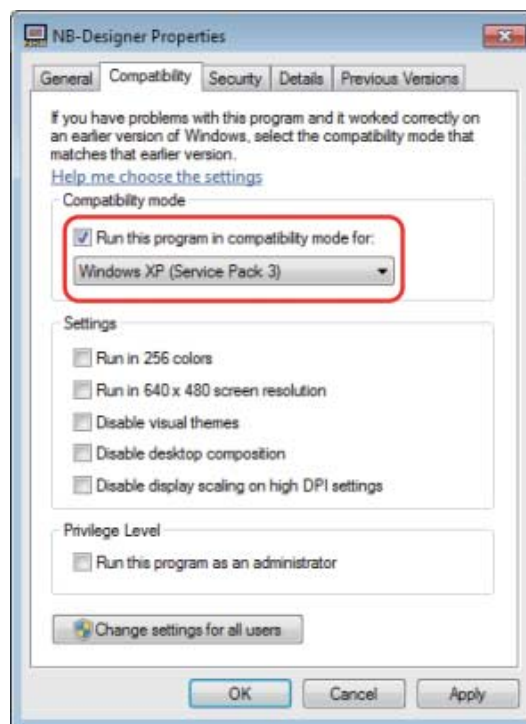 NB-Designer Properties
General
Compatibility
Security
Details
Previous Versions
If you have problems with this program and it worked correctly on
an earlier version of Windows, select the compatibility mode that
matches that earlier version.
Help me choose the settings
Compatibility mode
Run this program in compatibility mode for:
Windows XP (Service Pack 3)
Settings
Run in 256 colors
Run in 640 x 480 screen resolution
Disable visual themes
Disable desktop composition
Disable display scaling on high DPI settings
Privilege Level
Run this program as an administrator
Change settings for all users
OK
Cancel
Apply